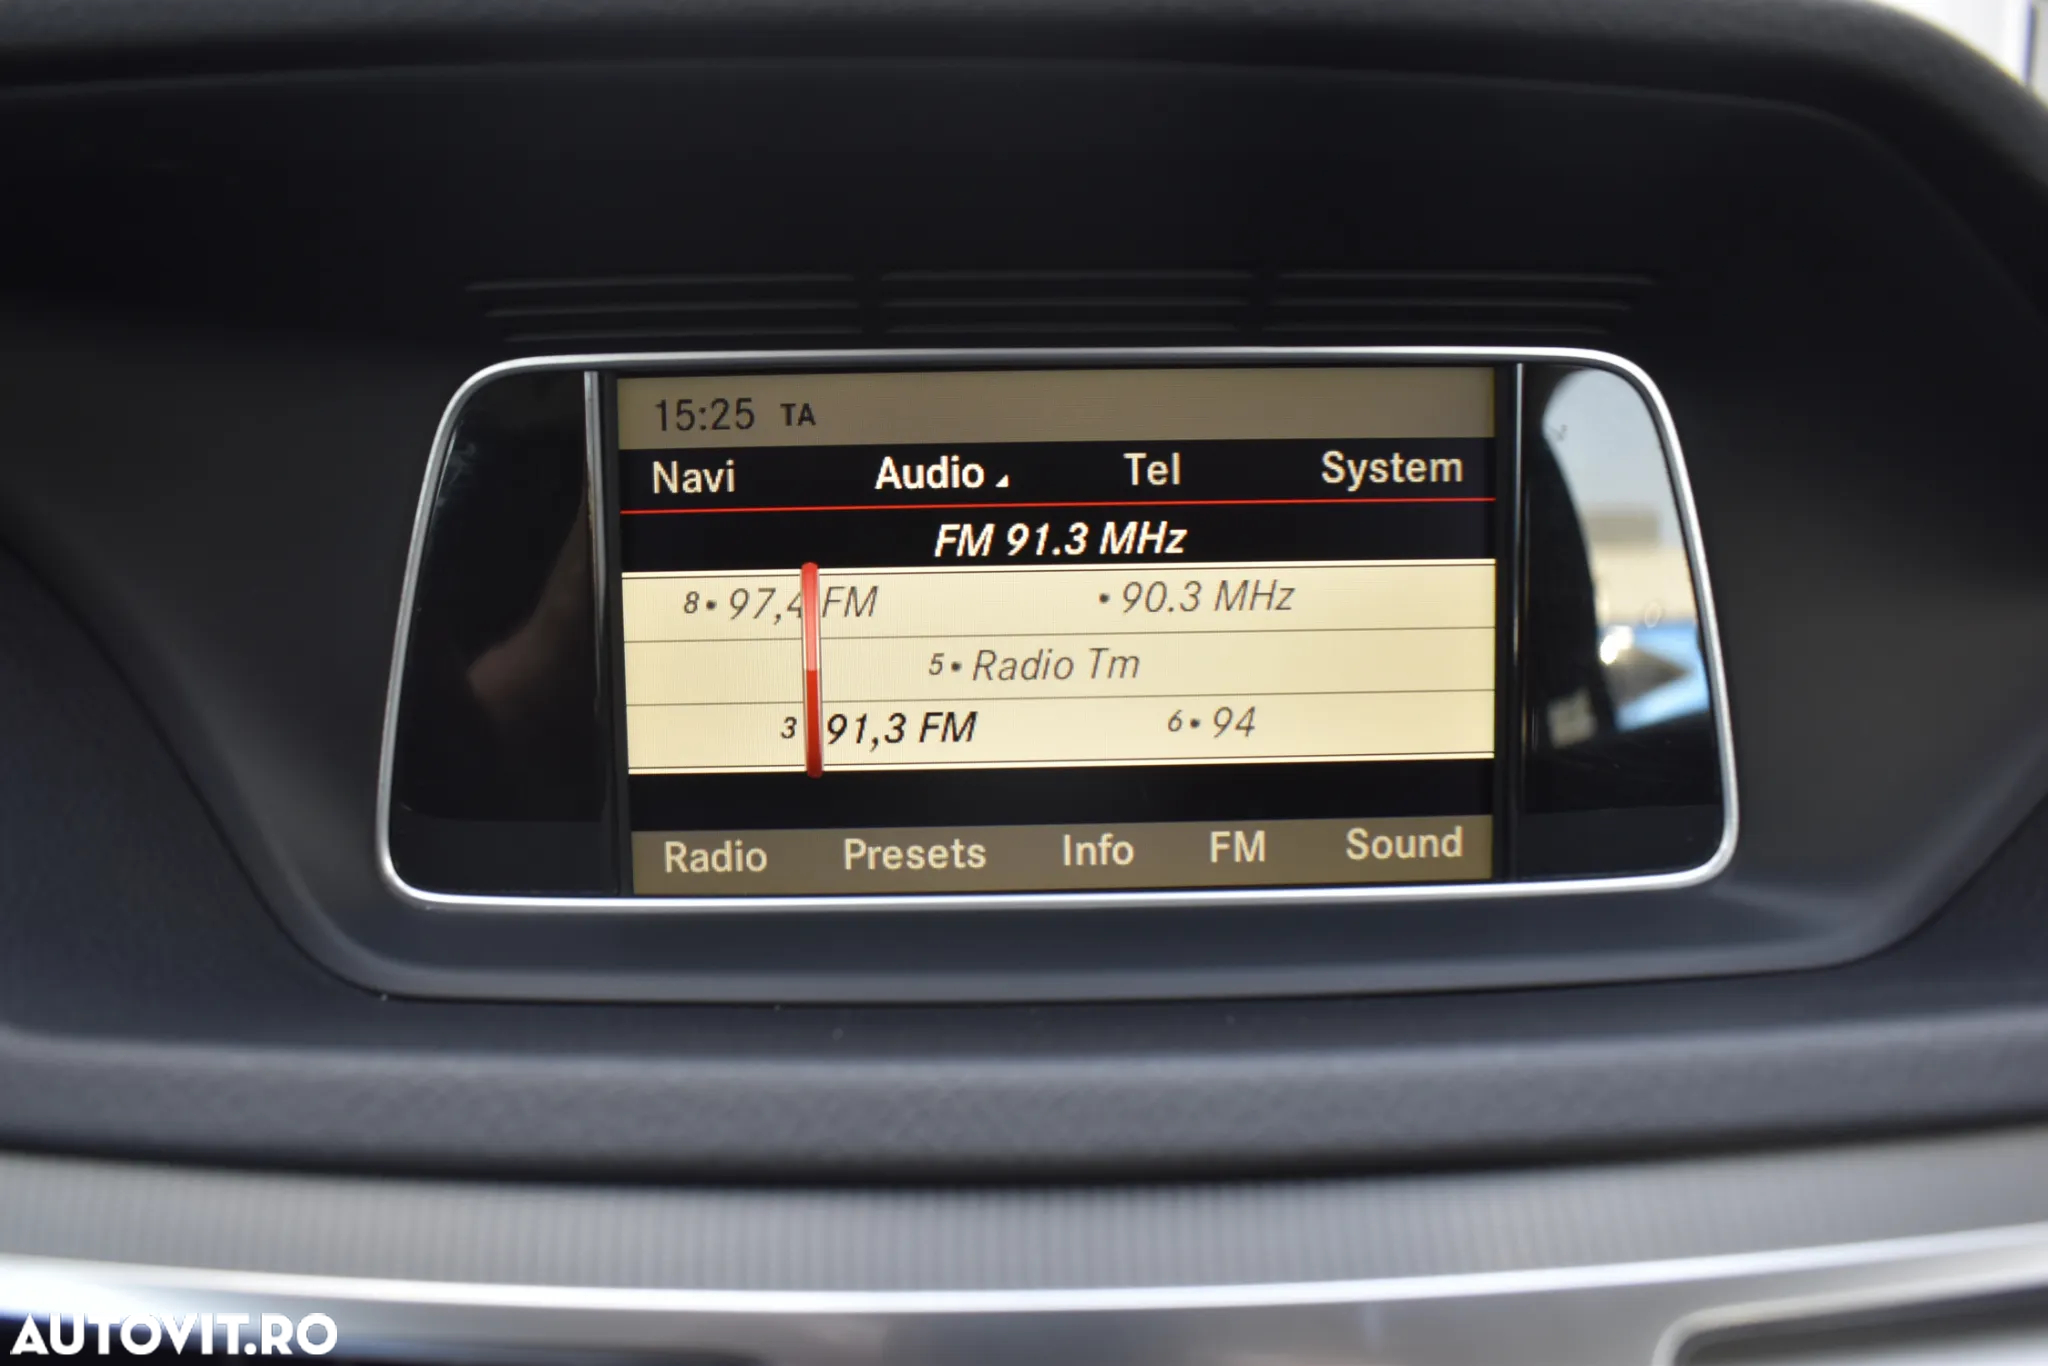 15:25 TA
Navi Audio Tel System
FM 91.3 MHz
8 • 97,4 FM • 90.3 MHz
5 • Radio Tm
3 91,3 FM 6 • 94
Radio Presets Info FM Sound
AUTOVIT.RO